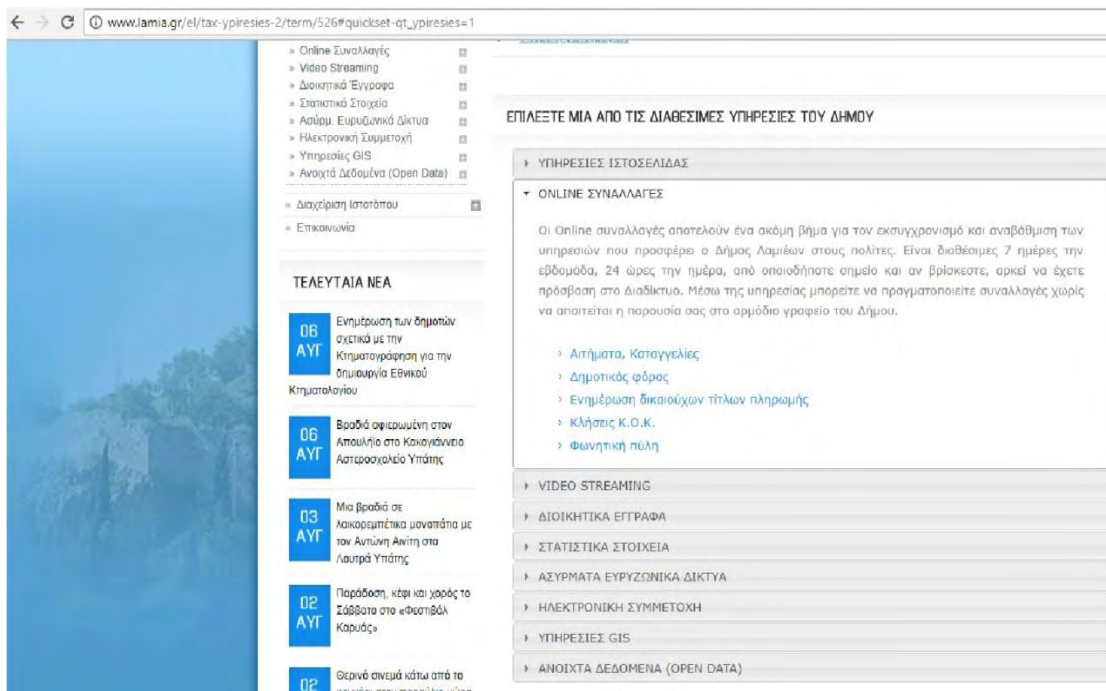 www.lamia.gr/el/tax-ypiresies-2/term/526#quickset-qt_ypiresies=1
» Online Συναλλαγές
» Video Streaming
» Διοικητικά Έγγραφα
» Στατιστικά Στοιχεία
» Ασύρμ. Ευρυζωνικά Δίκτυα
» Ηλεκτρονική Συμμετοχή
» Υπηρεσίες GIS
» Ανοιχτά Δεδομένα (Open Data)
» Διαχείριση Ιστοτόπου
» Επικοινωνία
ΤΕΛΕΥΤΑΙΑ ΝΕΑ
06 ΑΥΓ
Ενημέρωση των δημοτών
σχετικά με την
Κτηματογράφηση για την
δημιουργία Εθνικού
Κτηματολογίου
06 ΑΥΓ
Βραδιά αφιερωμένη στον
Απουλήιο στο Κακογιάννειο
Αστεροσχολείο Υπάτης
03 ΑΥΓ
Μια βραδιά σε
λαικορεμπέτικα μονοπάτια με
τον Αντώνη Αινίτη στα
Λουτρά Υπάτης
02 ΑΥΓ
Παράδοση, κέφι και χορός το
Σάββατο στο «Φεστιβάλ
Καρυάς»
02
Θερινό σινεμά κάτω από το
ΕΠΙΛΕΞΤΕ ΜΙΑ ΑΠΟ ΤΙΣ ΔΙΑΘΕΣΙΜΕΣ ΥΠΗΡΕΣΙΕΣ ΤΟΥ ΔΗΜΟΥ
ΥΠΗΡΕΣΙΕΣ ΙΣΤΟΣΕΛΙΔΑΣ
ONLINE ΣΥΝΑΛΛΑΓΕΣ
Οι Online συναλλαγές αποτελούν ένα ακόμη βήμα για τον εκσυγχρονισμό και αναβάθμιση των
υπηρεσιών που προσφέρει ο Δήμος Λαμιέων στους πολίτες. Είναι διαθέσιμες 7 ημέρες την
εβδομάδα, 24 ώρες την ημέρα, από οποιοδήποτε σημείο και αν βρίσκεστε, αρκεί να έχετε
πρόσβαση στο Διαδίκτυο. Μέσω της υπηρεσίας μπορείτε να πραγματοποιείτε συναλλαγές χωρίς
να απαιτείται η παρουσία σας στο αρμόδιο γραφείο του Δήμου.
› Αιτήματα, Καταγγελίες
› Δημοτικός φόρος
› Ενημέρωση δικαιούχων τίτλων πληρωμής
› Κλήσεις Κ.Ο.Κ.
› Φωνητική πύλη
VIDEO STREAMING
ΔΙΟΙΚΗΤΙΚΑ ΕΓΓΡΑΦΑ
ΣΤΑΤΙΣΤΙΚΑ ΣΤΟΙΧΕΙΑ
ΑΣΥΡΜΑΤΑ ΕΥΡΥΖΩΝΙΚΑ ΔΙΚΤΥΑ
ΗΛΕΚΤΡΟΝΙΚΗ ΣΥΜΜΕΤΟΧΗ
ΥΠΗΡΕΣΙΕΣ GIS
ΑΝΟΙΧΤΑ ΔΕΔΟΜΕΝΑ (OPEN DATA)